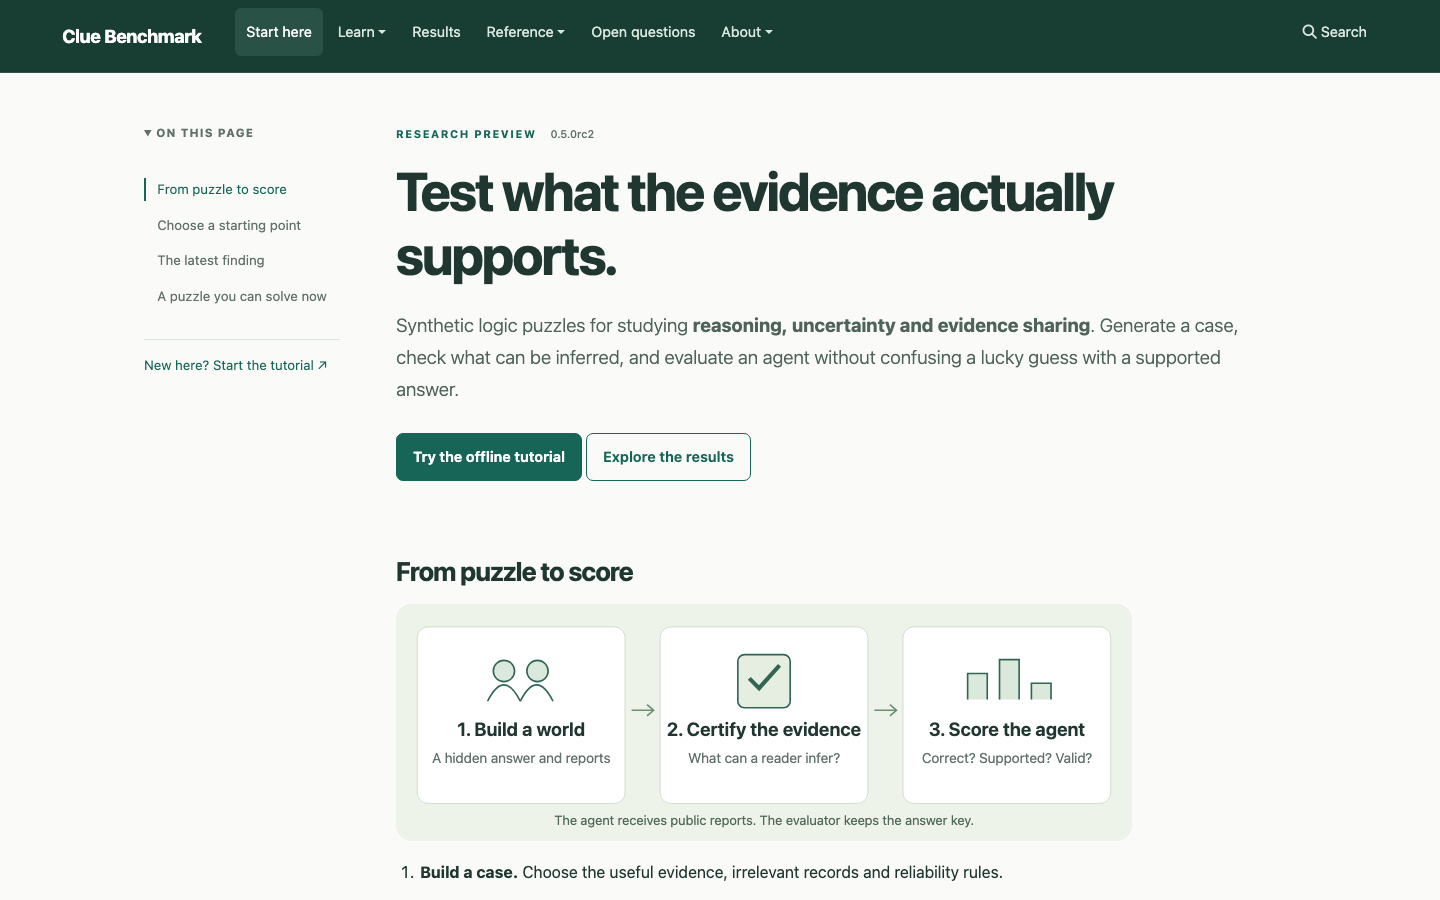 Clue Benchmark
Start here
Learn
Results
Reference
Open questions
About
Search
ON THIS PAGE
From puzzle to score
Choose a starting point
The latest finding
A puzzle you can solve now
New here? Start the tutorial ↗
RESEARCH PREVIEW 0.5.0rc2
Test what the evidence actually
supports.
Synthetic logic puzzles for studying reasoning, uncertainty and evidence sharing. Generate a case,
check what can be inferred, and evaluate an agent without confusing a lucky guess with a supported
answer.
Try the offline tutorial
Explore the results
From puzzle to score
1. Build a world
A hidden answer and reports
2. Certify the evidence
What can a reader infer?
3. Score the agent
Correct? Supported? Valid?
The agent receives public reports. The evaluator keeps the answer key.
1. Build a case. Choose the useful evidence, irrelevant records and reliability rules.